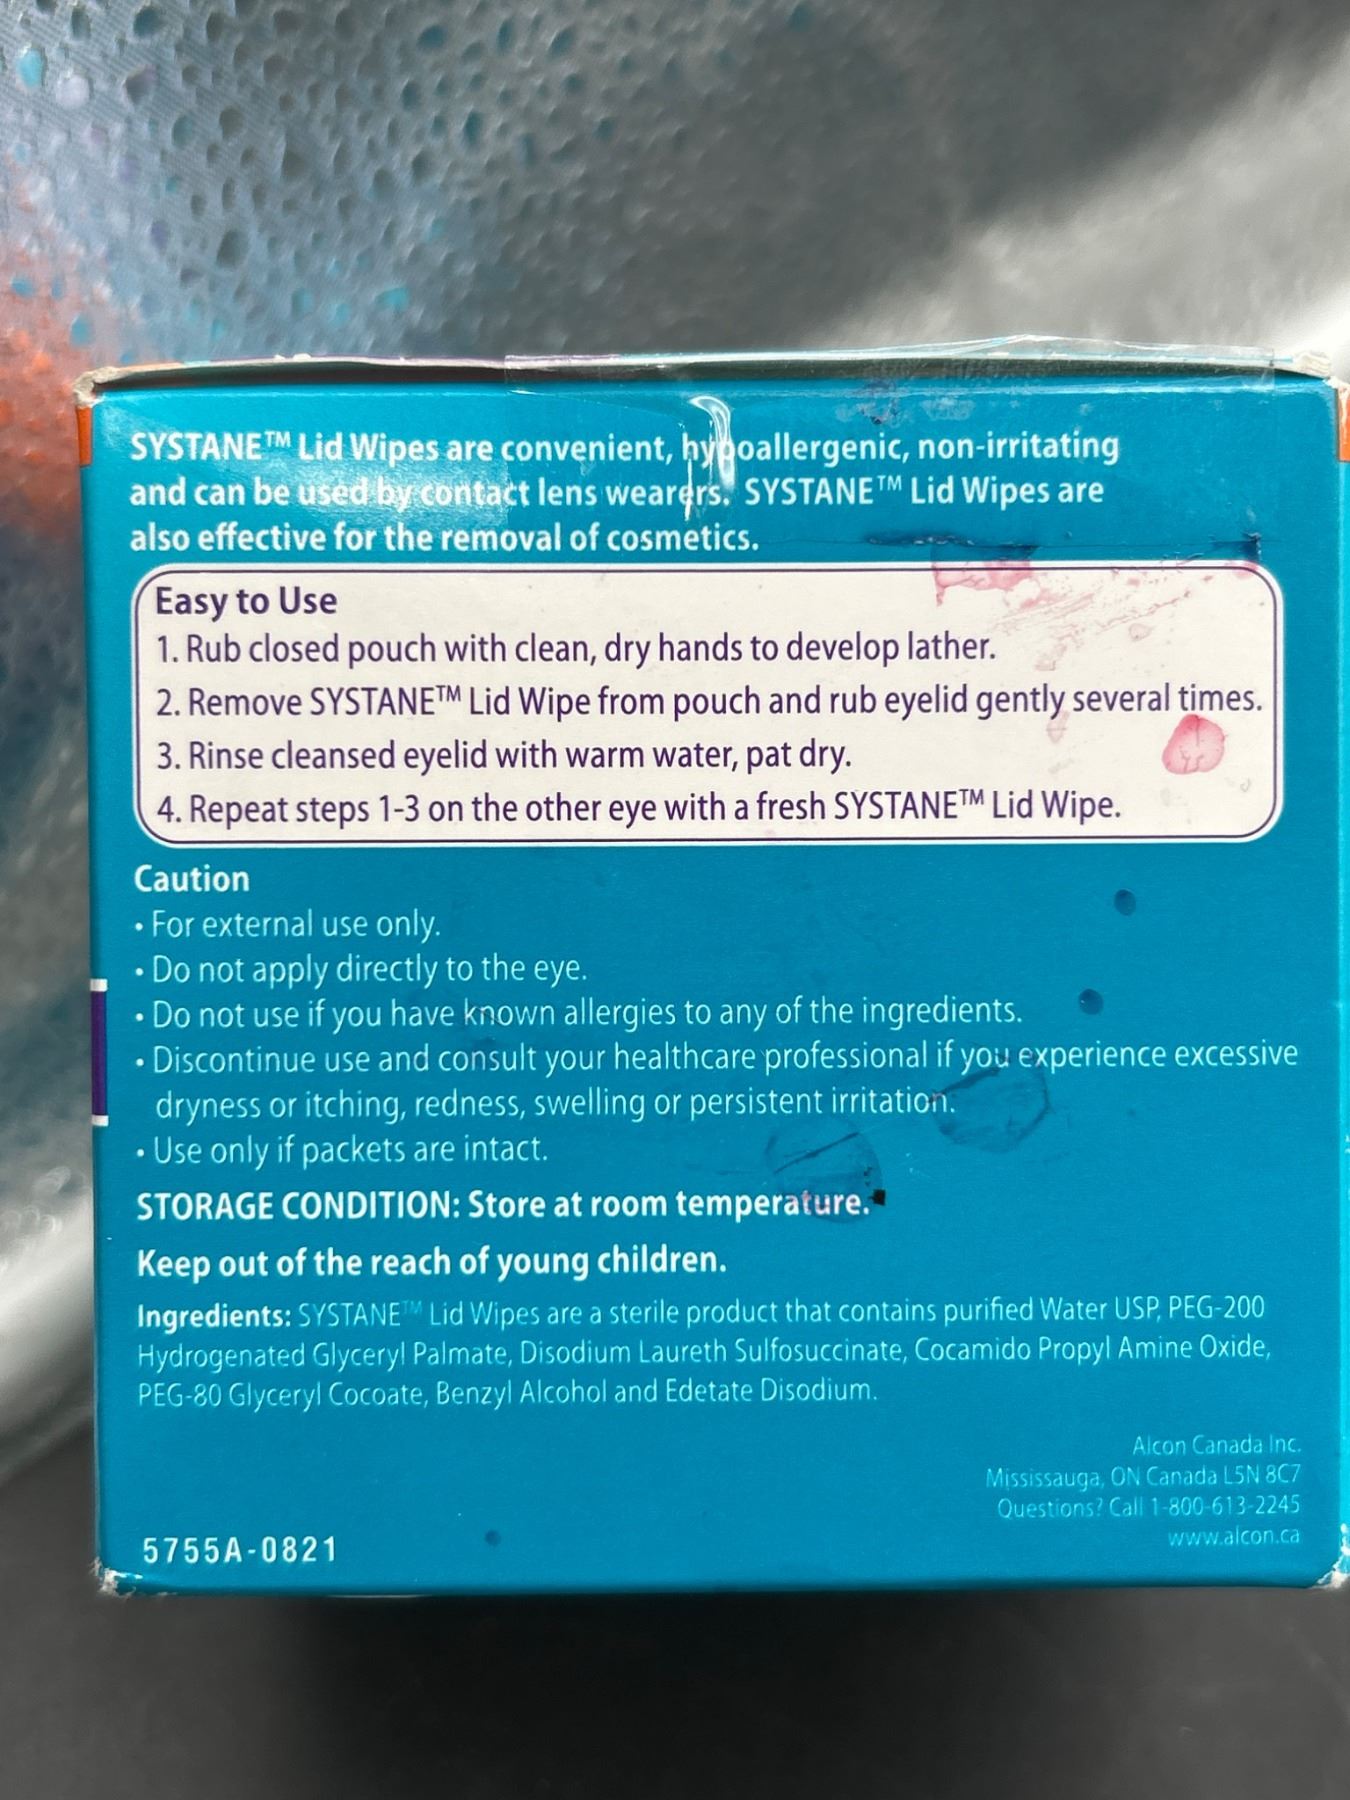 SYSTANE™ Lid Wipes are convenient, hypoallergenic, non-irritating
and can be used by contact lens wearers. SYSTANE™ Lid Wipes are
also effective for the removal of cosmetics.
Easy to Use
1. Rub closed pouch with clean, dry hands to develop lather.
2. Remove SYSTANE™ Lid Wipe from pouch and rub eyelid gently several times.
3. Rinse cleansed eyelid with warm water, pat dry.
4. Repeat steps 1-3 on the other eye with a fresh SYSTANE™ Lid Wipe.
Caution
• For external use only.
• Do not apply directly to the eye.
• Do not use if you have known allergies to any of the ingredients.
• Discontinue use and consult your healthcare professional if you experience excessive
dryness or itching, redness, swelling or persistent irritation.
• Use only if packets are intact.
STORAGE CONDITION: Store at room temperature.
Keep out of the reach of young children.
Ingredients: SYSTANE™ Lid Wipes are a sterile product that contains purified Water USP, PEG-200
Hydrogenated Glyceryl Palmate, Disodium Laureth Sulfosuccinate, Cocamido Propyl Amine Oxide,
PEG-80 Glyceryl Cocoate, Benzyl Alcohol and Edetate Disodium.
Alcon Canada Inc.
Mississauga, ON Canada L5N 8C7
Questions? Call 1-800-613-2245
www.alcon.ca
5755A-0821